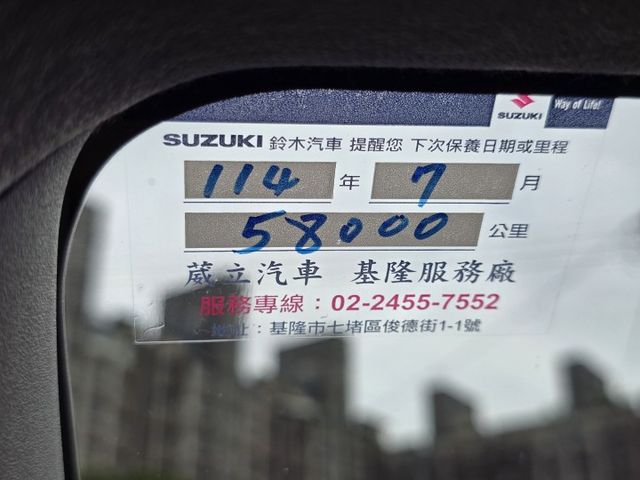 Way of Life!
SUZUKI
SUZUKI 鈴木汽車 提醒您 下次保養日期或里程
114 年 7 月
58000 公里
葳立汽車 基隆服務廠
服務專線：02-2455-7552
地址：基隆市七堵區俊德街1-1號